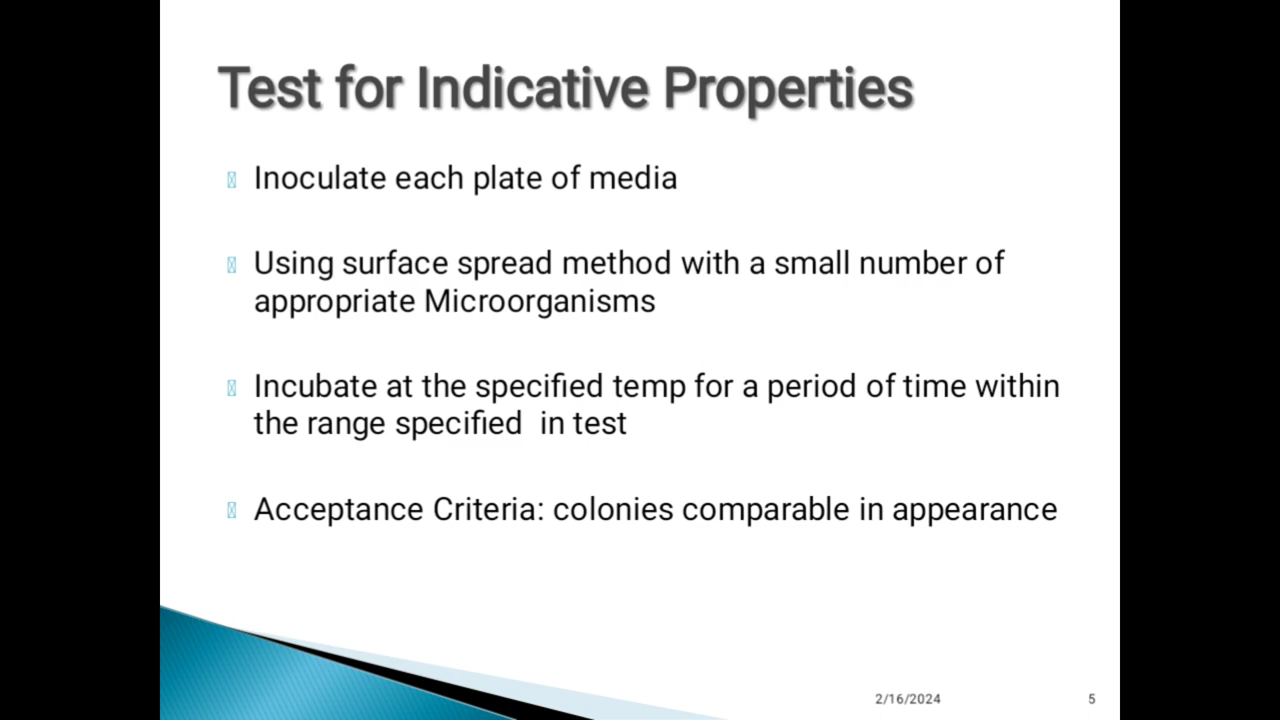 Test for Indicative Properties
Inoculate each plate of media
Using surface spread method with a small number of
appropriate Microorganisms
Incubate at the specified temp for a period of time within
the range specified  in test
Acceptance Criteria: colonies comparable in appearance
2/16/2024
5